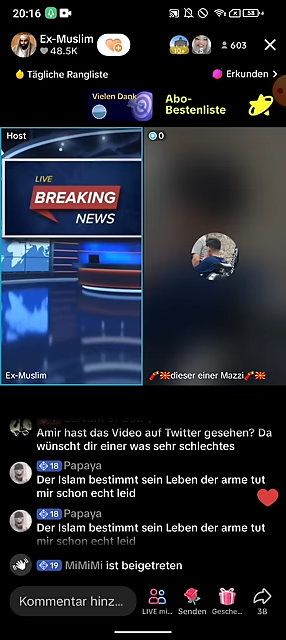 20:16
58
Ex-Muslim
48.5K
10+
603
Tägliche Rangliste
Erkunden >
Vielen Dank
Abo-
Bestenliste
Host
0
LIVE
BREAKING
NEWS
Ex-Muslim
🧨🇬🇧dieser einer Mazzi🧨🇬🇧
Amir hast das Video auf Twitter gesehen? Da
wünscht dir einer was sehr schlechtes
18 Papaya
Der Islam bestimmt sein Leben der arme tut
mir schon echt leid
18 Papaya
Der Islam bestimmt sein Leben der arme tut
mir schon echt leid
19 MiMiMi ist beigetreten
Kommentar hinz...
LIVE mi...
Senden
Gesche...
38